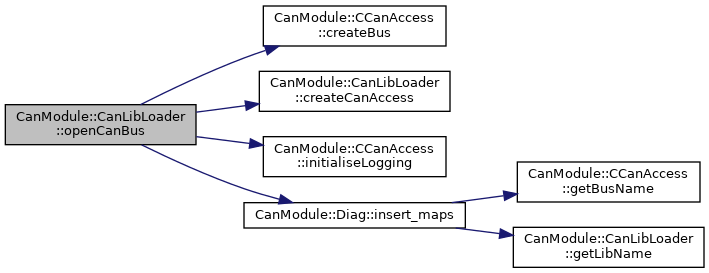 CanModule::CanLibLoader
::openCanBus
CanModule::CCanAccess
::createBus
CanModule::CanLibLoader
::createCanAccess
CanModule::CCanAccess
::initialiseLogging
CanModule::Diag::insert_maps
CanModule::CCanAccess
::getBusName
CanModule::CanLibLoader
::getLibName